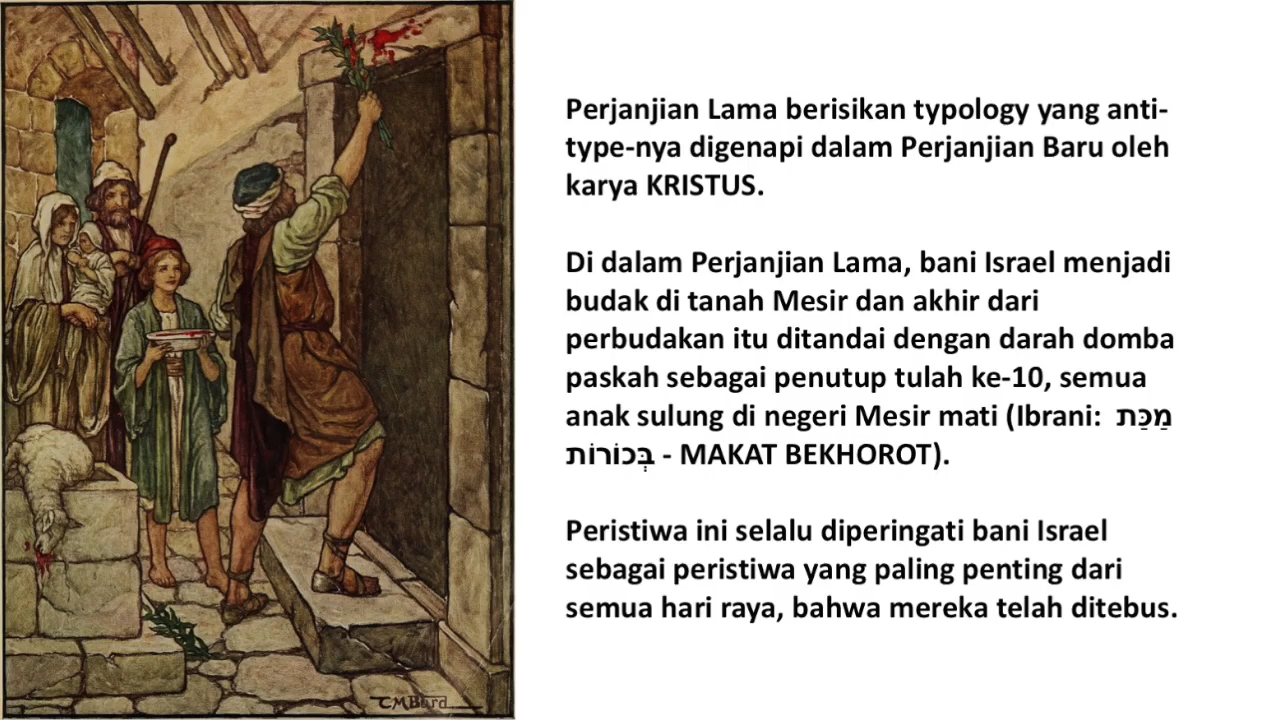 Perjanjian Lama berisikan typology yang anti-
type-nya digenapi dalam Perjanjian Baru oleh
karya KRISTUS.
Di dalam Perjanjian Lama, bani Israel menjadi
budak di tanah Mesir dan akhir dari
perbudakan itu ditandai dengan darah domba
paskah sebagai penutup tulah ke-10, semua
anak sulung di negeri Mesir mati (Ibrani: מַכַּת
בְּכוֹרוֹת - MAKAT BEKHOROT).
Peristiwa ini selalu diperingati bani Israel
sebagai peristiwa yang paling penting dari
semua hari raya, bahwa mereka telah ditebus.